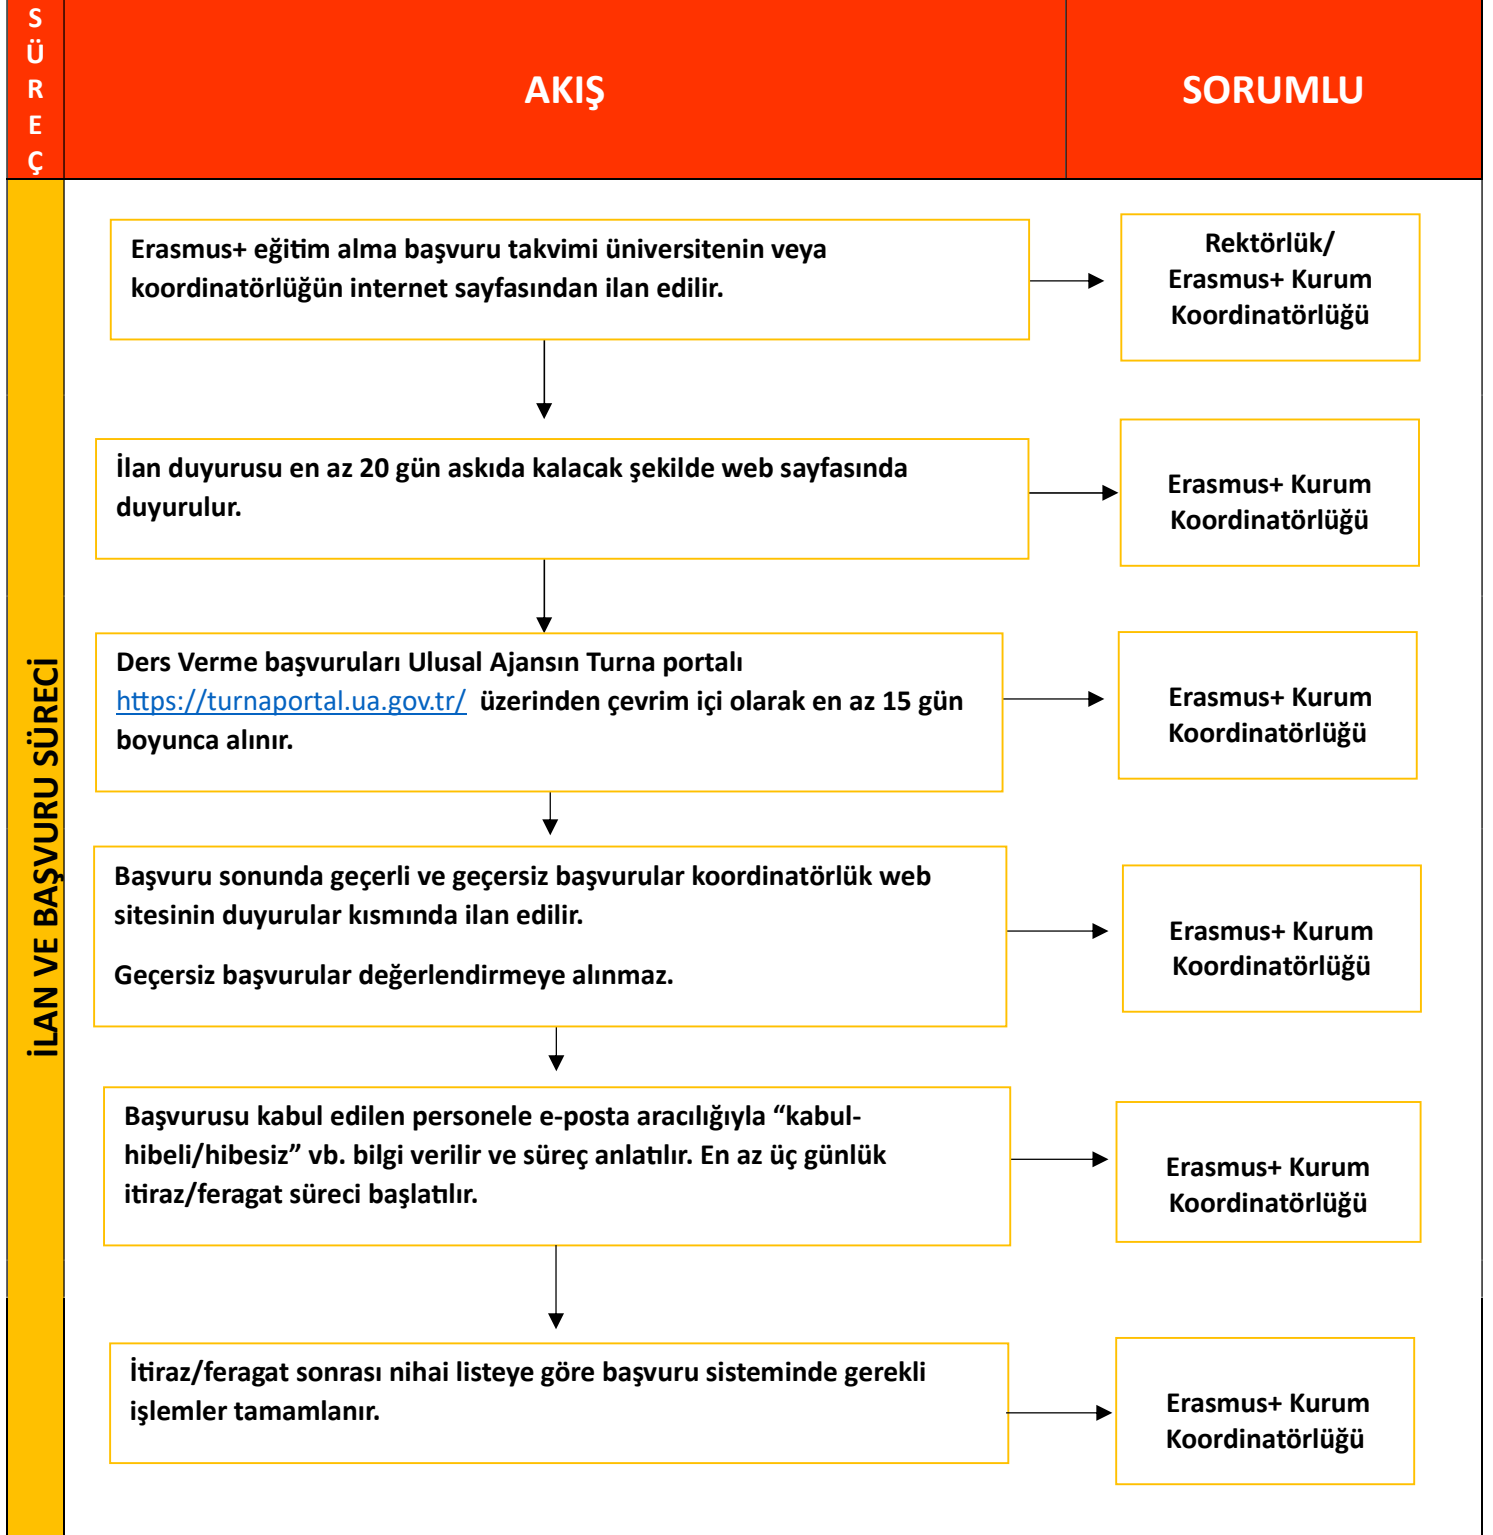 SÜREÇ
AKIŞ
SORUMLU
İLAN VE BAŞVURU SÜRECİ
Erasmus+ eğitim alma başvuru takvimi üniversitenin veya
koordinatörlüğün internet sayfasından ilan edilir.
Rektörlük/
Erasmus+ Kurum
Koordinatörlüğü
İlan duyurusu en az 20 gün askıda kalacak şekilde web sayfasında
duyurulur.
Erasmus+ Kurum
Koordinatörlüğü
Ders Verme başvuruları Ulusal Ajansın Turna portalı
https://turnaportal.ua.gov.tr/ üzerinden çevrim içi olarak en az 15 gün
boyunca alınır.
Erasmus+ Kurum
Koordinatörlüğü
Başvuru sonunda geçerli ve geçersiz başvurular koordinatörlük web
sitesinin duyurular kısmında ilan edilir.
Geçersiz başvurular değerlendirmeye alınmaz.
Erasmus+ Kurum
Koordinatörlüğü
Başvurusu kabul edilen personele e-posta aracılığıyla “kabul-
hibeli/hibesiz” vb. bilgi verilir ve süreç anlatılır. En az üç günlük
itiraz/feragat süreci başlatılır.
Erasmus+ Kurum
Koordinatörlüğü
İtiraz/feragat sonrası nihai listeye göre başvuru sisteminde gerekli
işlemler tamamlanır.
Erasmus+ Kurum
Koordinatörlüğü